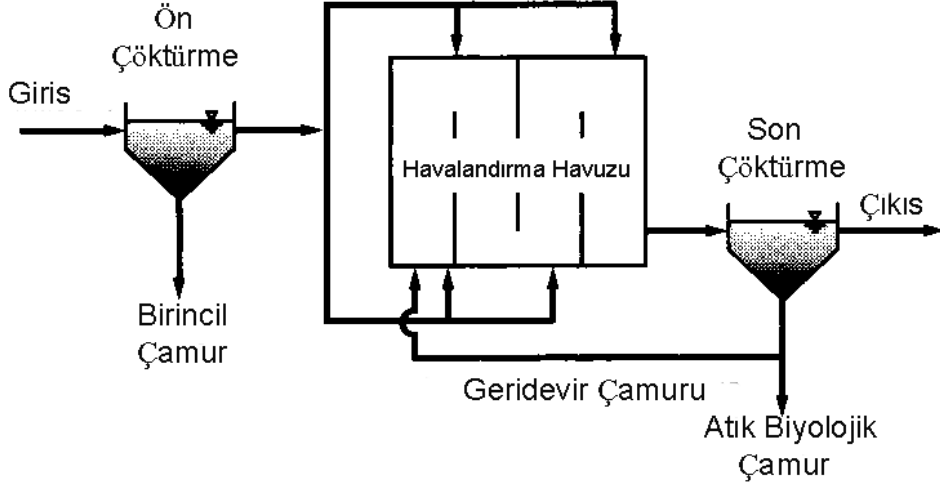 Ön
Çöktürme
Giris
Havalandırma Havuzu
Son
Çöktürme
Çıkıs
Birincil
Çamur
Geridevir Çamuru
Atık Biyolojik
Çamur